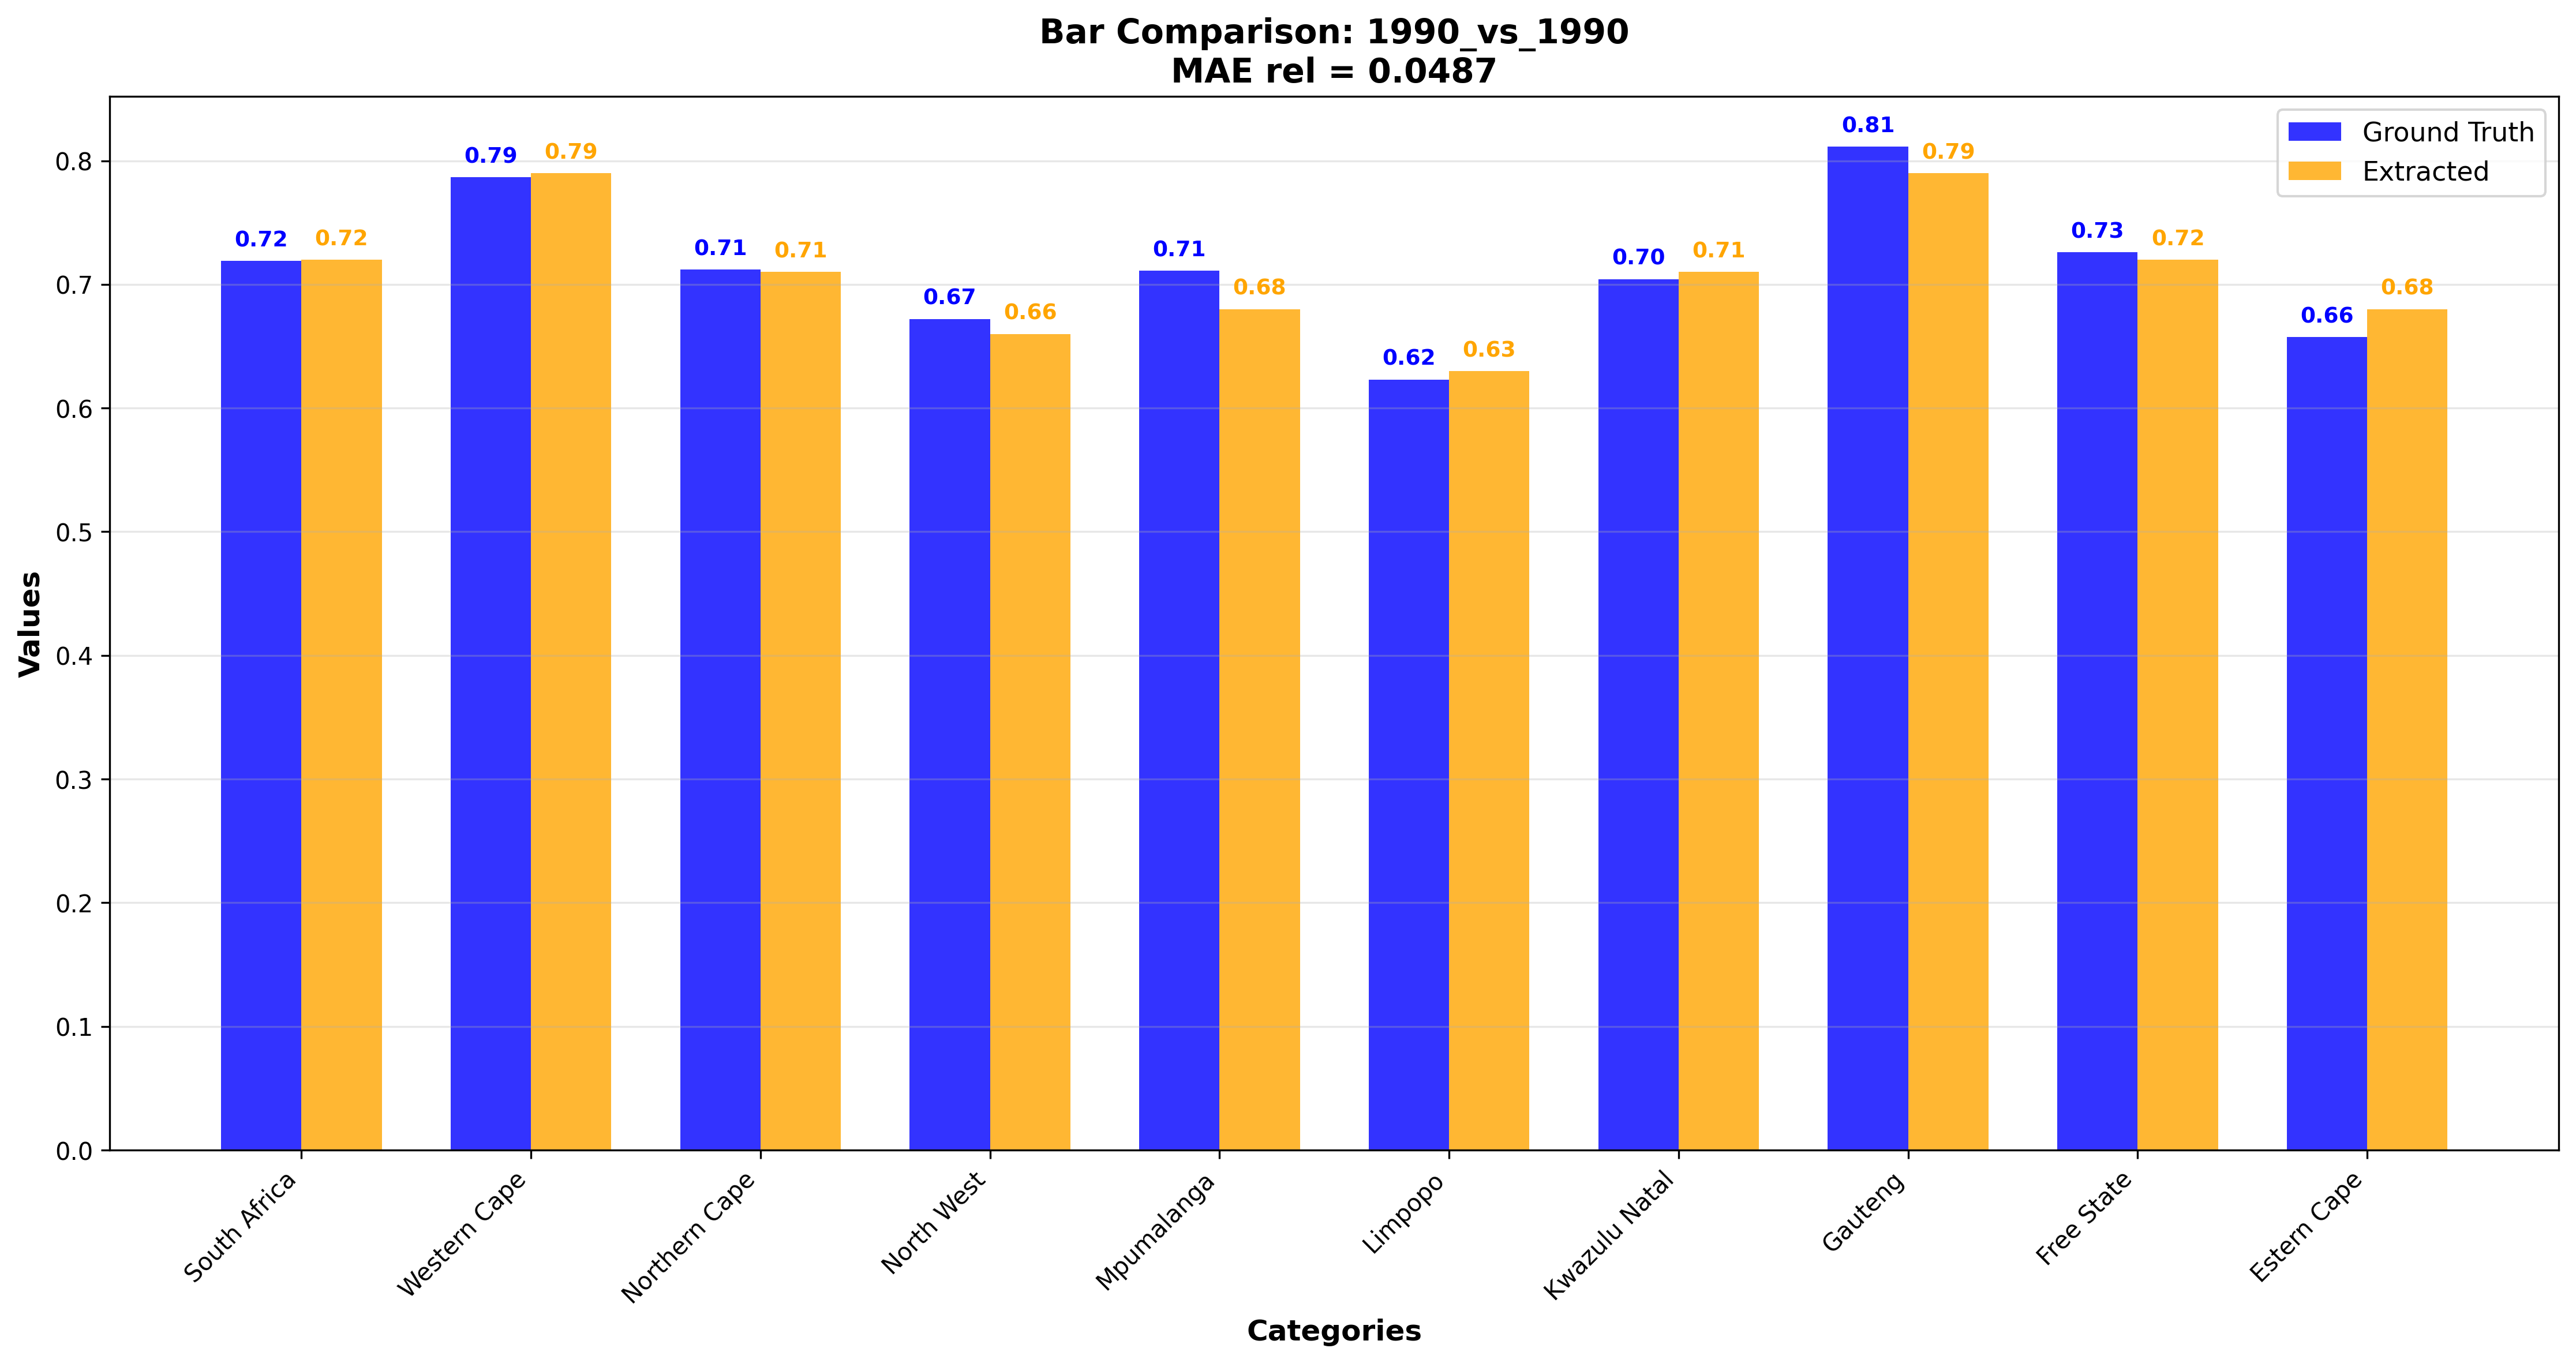 Bar Comparison: 1990_vs_1990
MAE rel = 0.0487
Ground Truth
Extracted
Values
0.8
0.7
0.6
0.5
0.4
0.3
0.2
0.1
0.0
0.72 0.72
0.79 0.79
0.71 0.71
0.67 0.66
0.71 0.68
0.62 0.63
0.70 0.71
0.81 0.79
0.73 0.72
0.66 0.68
South Africa
Western Cape
Northern Cape
North West
Mpumalanga
Limpopo
Kwazulu Natal
Gauteng
Free State
Estern Cape
Categories